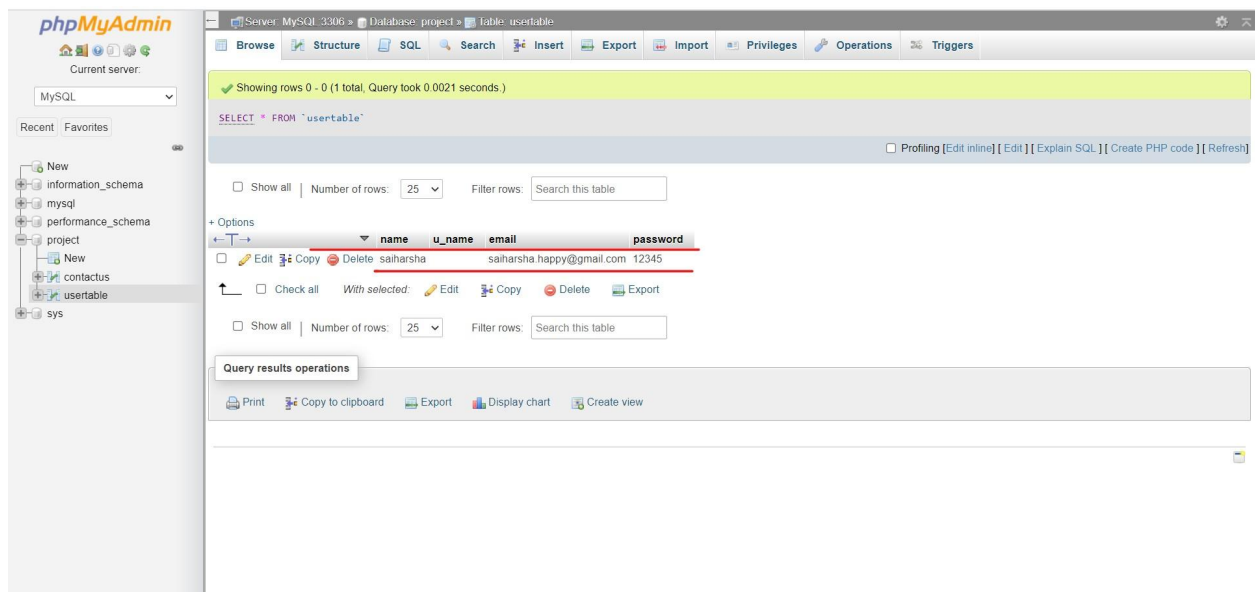 phpMyAdmin
Current server:
MySQL
Recent Favorites
New
information_schema
mysql
performance_schema
project
New
contactus
usertable
sys
Server: MySQL:3306 » Database: project » Table: usertable
Browse Structure SQL Search Insert Export Import Privileges Operations Triggers
Showing rows 0 - 0 (1 total, Query took 0.0021 seconds.)
SELECT * FROM `usertable`
Profiling [Edit inline] [ Edit ] [ Explain SQL ] [ Create PHP code ] [ Refresh]
Show all | Number of rows: 25 Filter rows: Search this table
+ Options
←T→ name u_name email password
Edit Copy Delete saiharsha saiharsha.happy@gmail.com 12345
Check all With selected: Edit Copy Delete Export
Show all | Number of rows: 25 Filter rows: Search this table
Query results operations
Print Copy to clipboard Export Display chart Create view